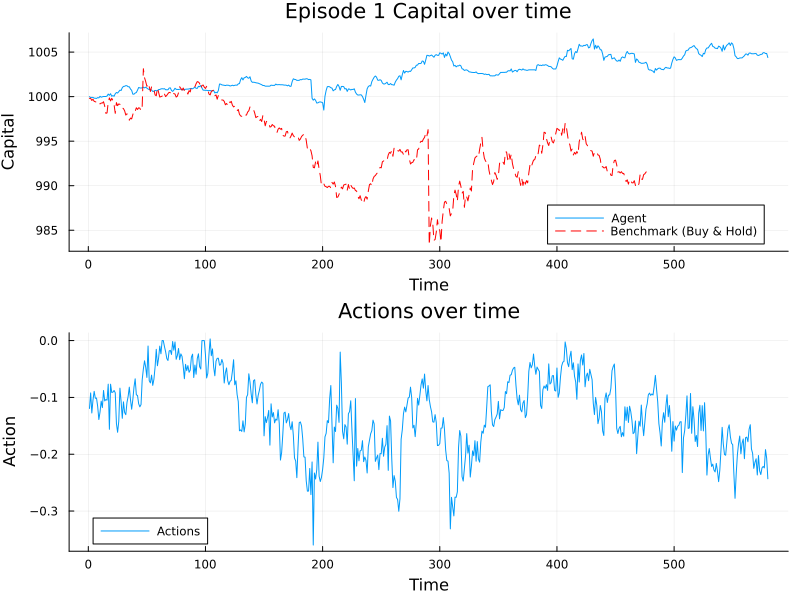 Episode 1 Capital over time
1005
1000
995
990
985
Capital
Agent
Benchmark (Buy & Hold)
0 100 200 300 400 500
Time
Actions over time
0.0
−0.1
−0.2
−0.3
Action
Actions
0 100 200 300 400 500
Time